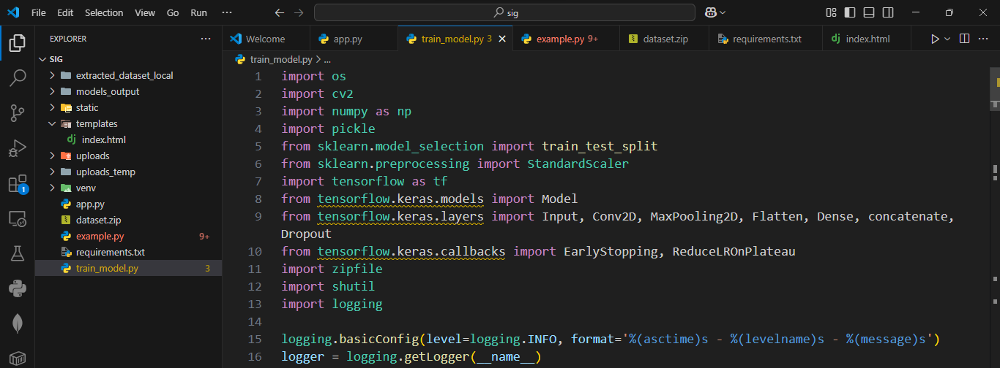 File Edit Selection View Go Run ··· sig
EXPLORER ···
Welcome app.py train_model.py 3 example.py 9+ dataset.zip requirements.txt index.html ···
SIG
extracted_dataset_local
models_output
static
templates
index.html
uploads
uploads_temp
venv
app.py
dataset.zip
example.py 9+
requirements.txt
train_model.py 3
1
train_model.py > ...
1 import os
2 import cv2
3 import numpy as np
4 import pickle
5 from sklearn.model_selection import train_test_split
6 from sklearn.preprocessing import StandardScaler
7 import tensorflow as tf
8 from tensorflow.keras.models import Model
9 from tensorflow.keras.layers import Input, Conv2D, MaxPooling2D, Flatten, Dense, concatenate,
Dropout
10 from tensorflow.keras.callbacks import EarlyStopping, ReduceLROnPlateau
11 import zipfile
12 import shutil
13 import logging
14
15 logging.basicConfig(level=logging.INFO, format='%(asctime)s - %(levelname)s - %(message)s')
16 logger = logging.getLogger(__name__)